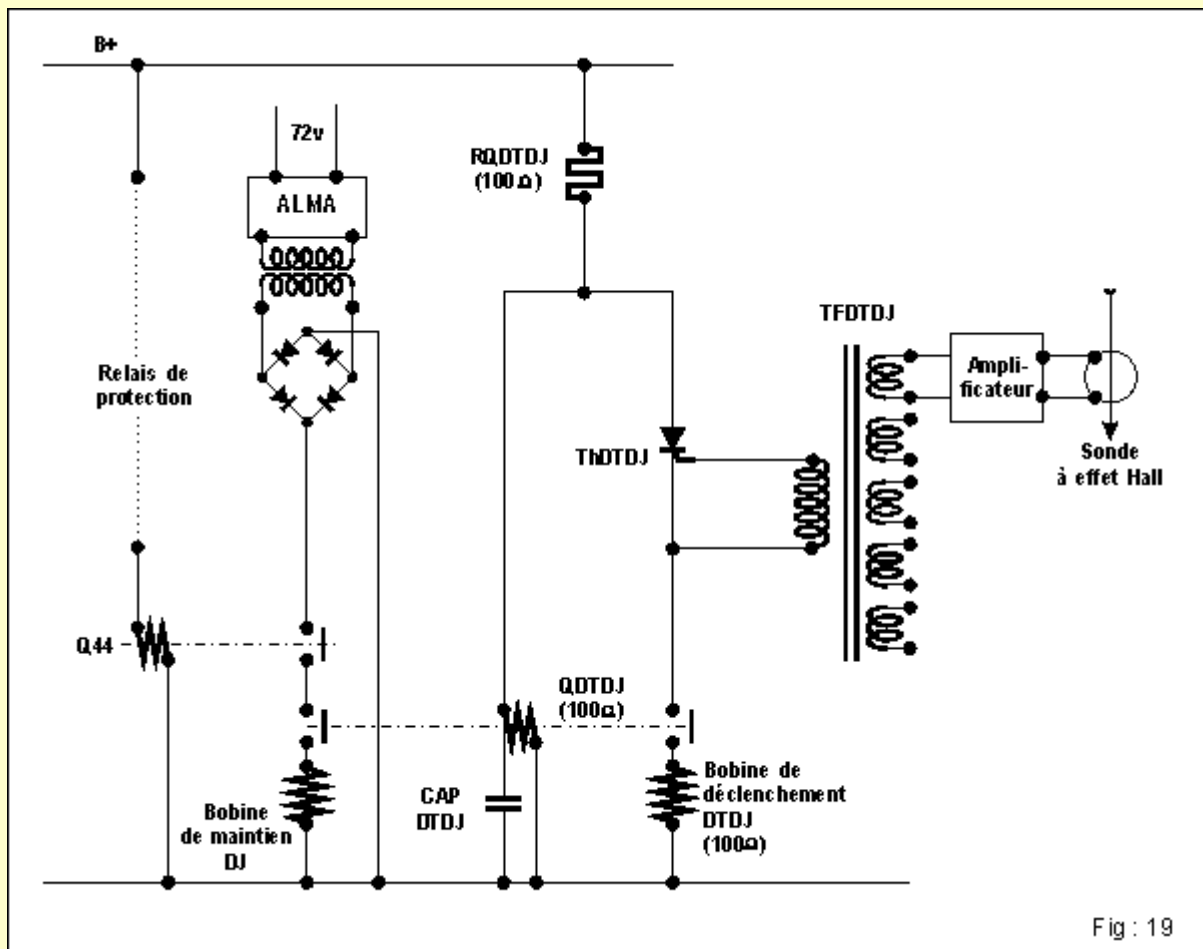 B+
72v
ALMA
RQDTDJ
(100Ω)
TFDTDJ
Ampli-
ficateur
Relais de
protection
ThDTDJ
Sonde
à effet Hall
Q44
QDTDJ
(100Ω)
Bobine
de maintien
DJ
CAP
DTDJ
Bobine de
déclenchement
DTDJ
(100Ω)
Fig : 19